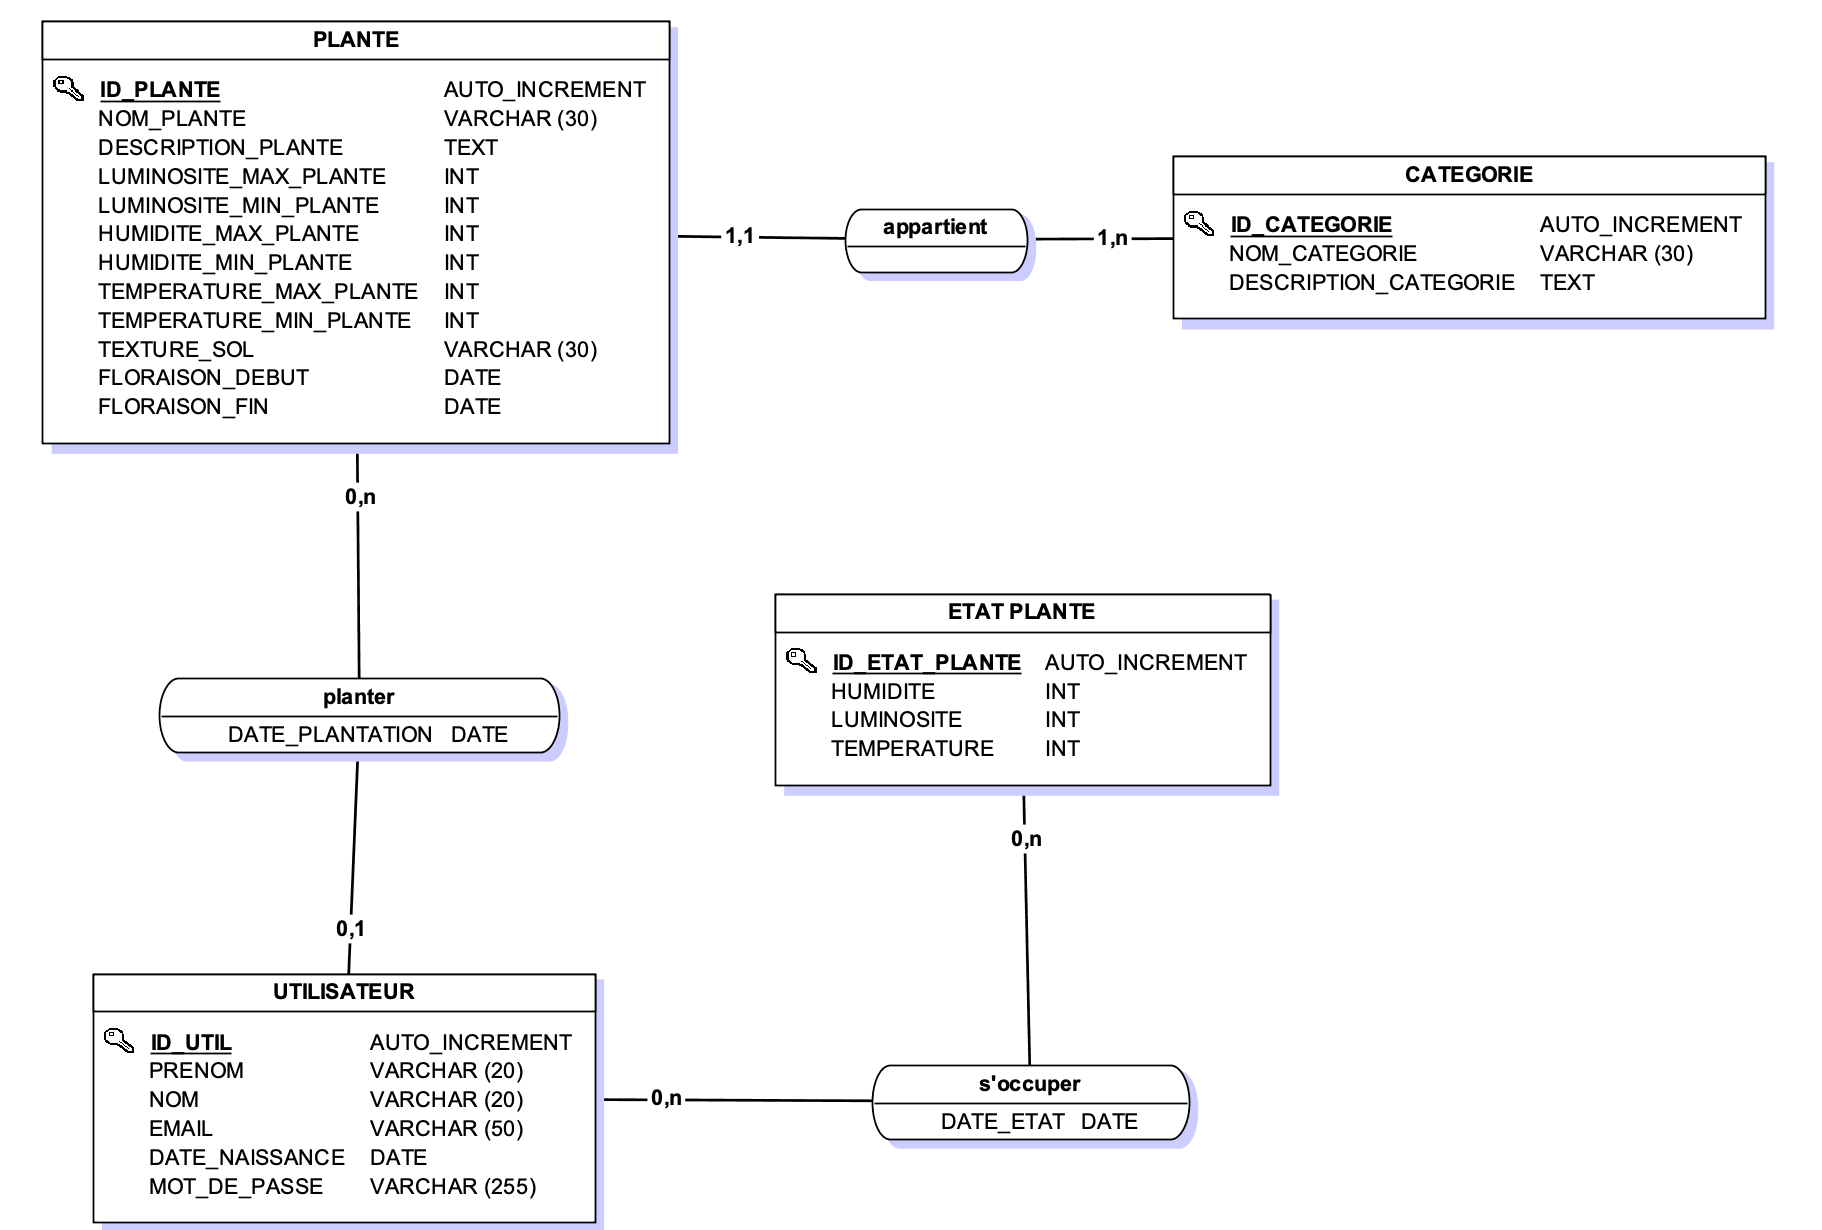 PLANTE
ID_PLANTE AUTO_INCREMENT
NOM_PLANTE VARCHAR (30)
DESCRIPTION_PLANTE TEXT
LUMINOSITE_MAX_PLANTE INT
LUMINOSITE_MIN_PLANTE INT
HUMIDITE_MAX_PLANTE INT
HUMIDITE_MIN_PLANTE INT
TEMPERATURE_MAX_PLANTE INT
TEMPERATURE_MIN_PLANTE INT
TEXTURE_SOL VARCHAR (30)
FLORAISON_DEBUT DATE
FLORAISON_FIN DATE
1,1
appartient
1,n
CATEGORIE
ID_CATEGORIE AUTO_INCREMENT
NOM_CATEGORIE VARCHAR (30)
DESCRIPTION_CATEGORIE TEXT
0,n
planter
DATE_PLANTATION DATE
0,1
ETAT PLANTE
ID_ETAT_PLANTE AUTO_INCREMENT
HUMIDITE INT
LUMINOSITE INT
TEMPERATURE INT
0,n
UTILISATEUR
ID_UTIL AUTO_INCREMENT
PRENOM VARCHAR (20)
NOM VARCHAR (20)
EMAIL VARCHAR (50)
DATE_NAISSANCE DATE
MOT_DE_PASSE VARCHAR (255)
0,n
s'occuper
DATE_ETAT DATE